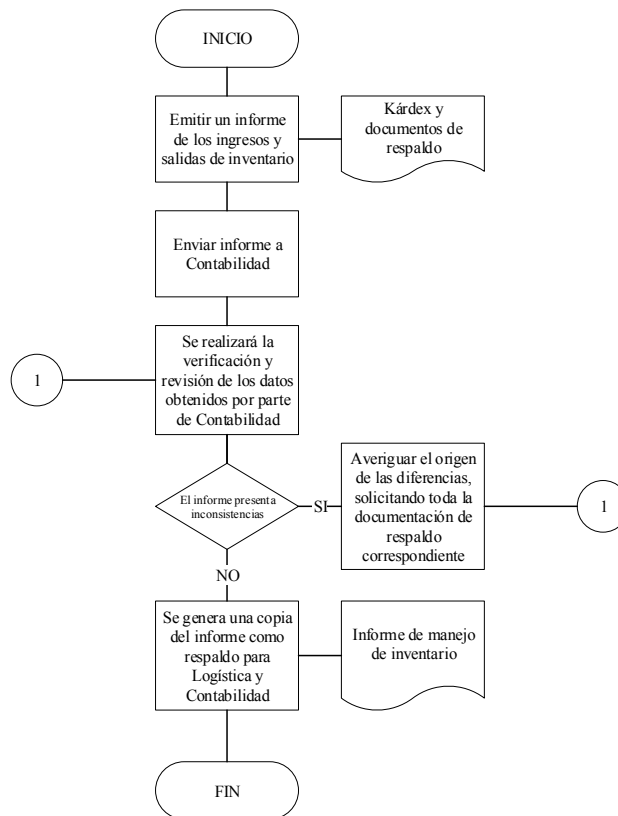 INICIO
Emitir un informe
de los ingresos y
salidas de inventario
Kárdex y
documentos de
respaldo
Enviar informe a
Contabilidad
Se realizará la
verificación y
revisión de los datos
obtenidos por parte
de Contabilidad
1
El informe presenta
inconsistencias
SI
Averiguar el origen
de las diferencias,
solicitando toda la
documentación de
respaldo
correspondiente
1
NO
Se genera una copia
del informe como
respaldo para
Logística y
Contabilidad
Informe de manejo
de inventario
FIN